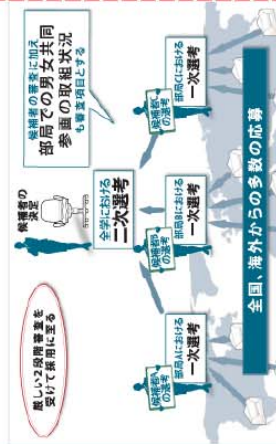 厳しい2段階審査を
受けて採用に至る
候補者の
決定
候補者の審査に加え
部局での男女共同
参画の取組状況
も審査項目とする
全学における
二次選考
候補者A
の選考
部局Aにおける
一次選考
候補者B
の選考
部局Bにおける
一次選考
候補者C
の選考
部局Cにおける
一次選考
全国、海外からの多数の応募